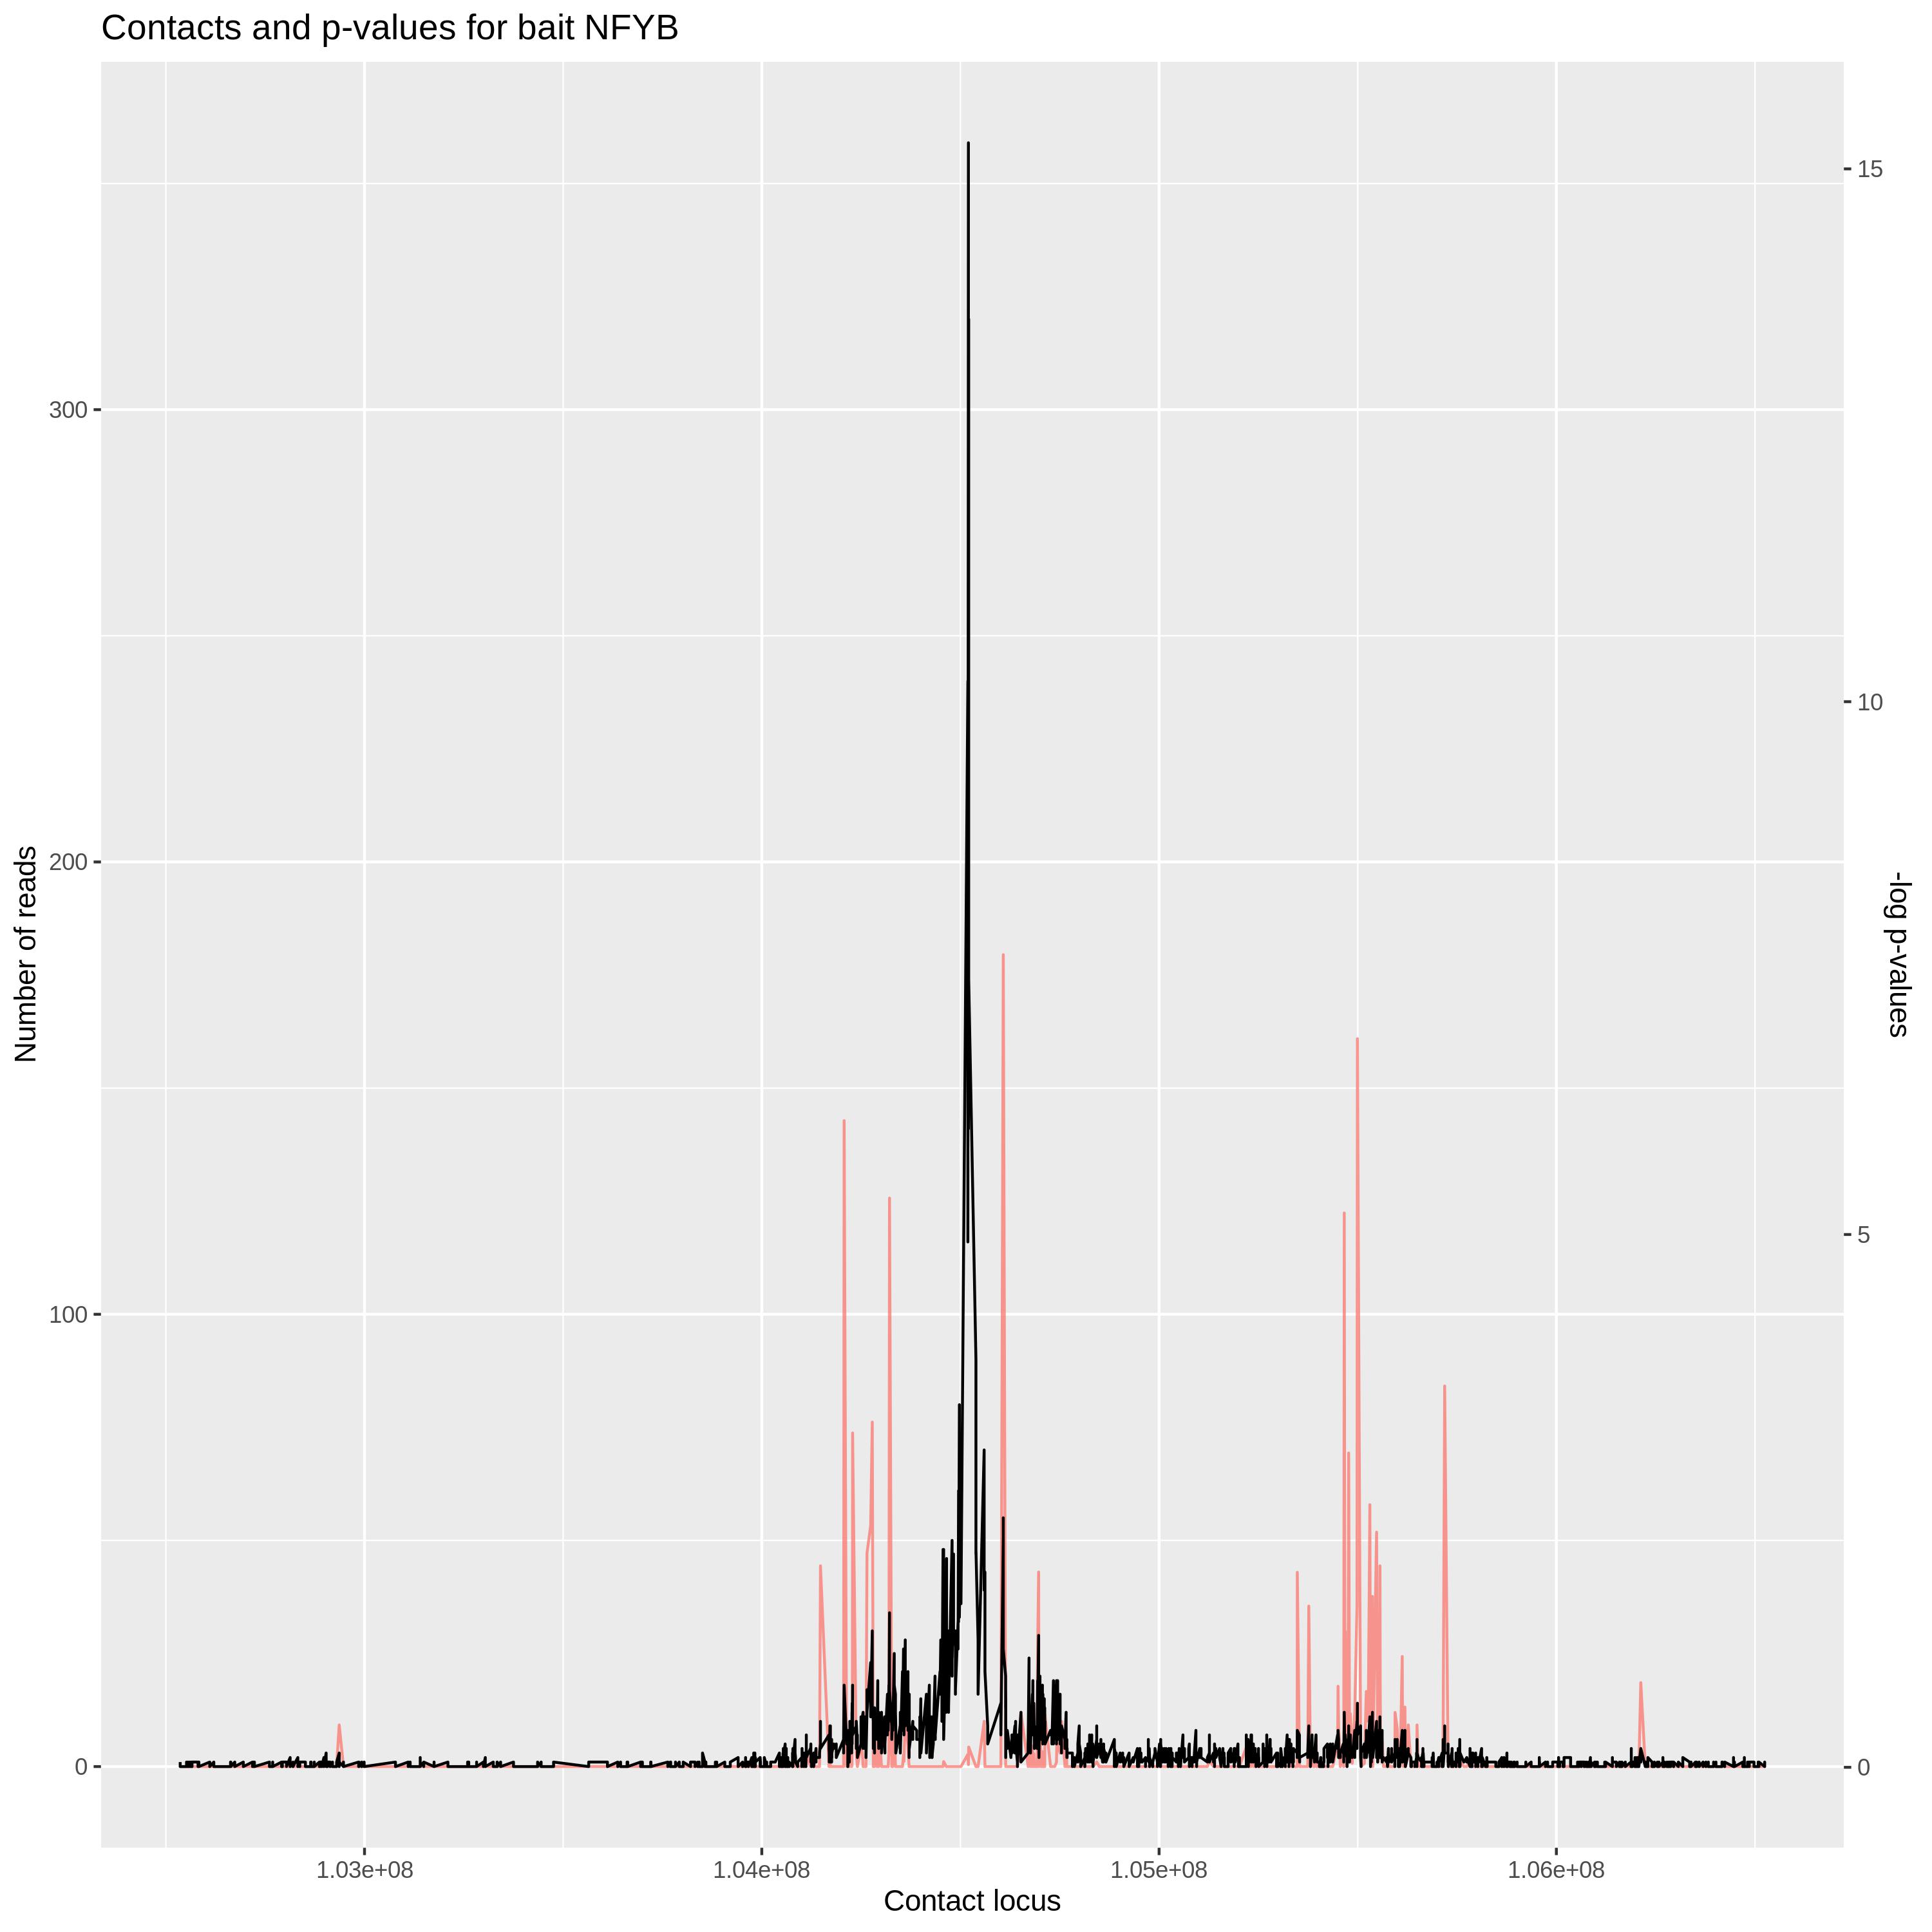 Contacts and p-values for bait NFYB
300
200
100
0
Number of reads
15
10
5
0
-log p-values
1.03e+08
1.04e+08
1.05e+08
1.06e+08
Contact locus